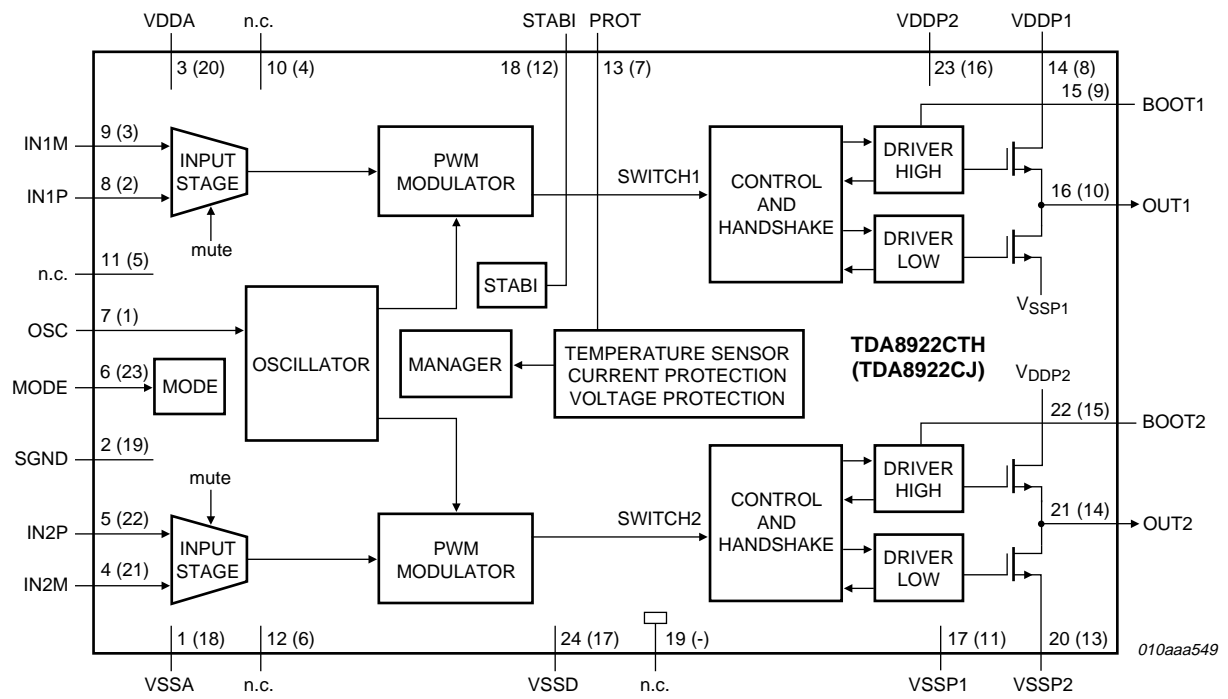 VDDA
n.c.
STABI PROT
VDDP2
VDDP1
3 (20)
10 (4)
18 (12)
13 (7)
23 (16)
14 (8)
15 (9)
BOOT1
IN1M
9 (3)
IN1P
8 (2)
INPUT
STAGE
mute
PWM
MODULATOR
SWITCH1
CONTROL
AND
HANDSHAKE
DRIVER
HIGH
DRIVER
LOW
16 (10)
OUT1
VSSP1
n.c.
11 (5)
STABI
OSC
7 (1)
OSCILLATOR
MANAGER
TEMPERATURE SENSOR
CURRENT PROTECTION
VOLTAGE PROTECTION
TDA8922CTH
(TDA8922CJ)
MODE
6 (23)
MODE
VDDP2
22 (15)
BOOT2
SGND
2 (19)
mute
IN2P
5 (22)
IN2M
4 (21)
INPUT
STAGE
PWM
MODULATOR
SWITCH2
CONTROL
AND
HANDSHAKE
DRIVER
HIGH
DRIVER
LOW
21 (14)
OUT2
1 (18)
12 (6)
24 (17)
19 (-)
17 (11)
20 (13)
010aaa549
VSSA
n.c.
VSSD
n.c.
VSSP1
VSSP2